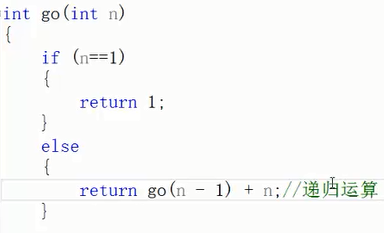 int go(int n)
{
if (n==1)
{
return 1;
}
else
{
return go(n - 1) + n;//递归运算
}